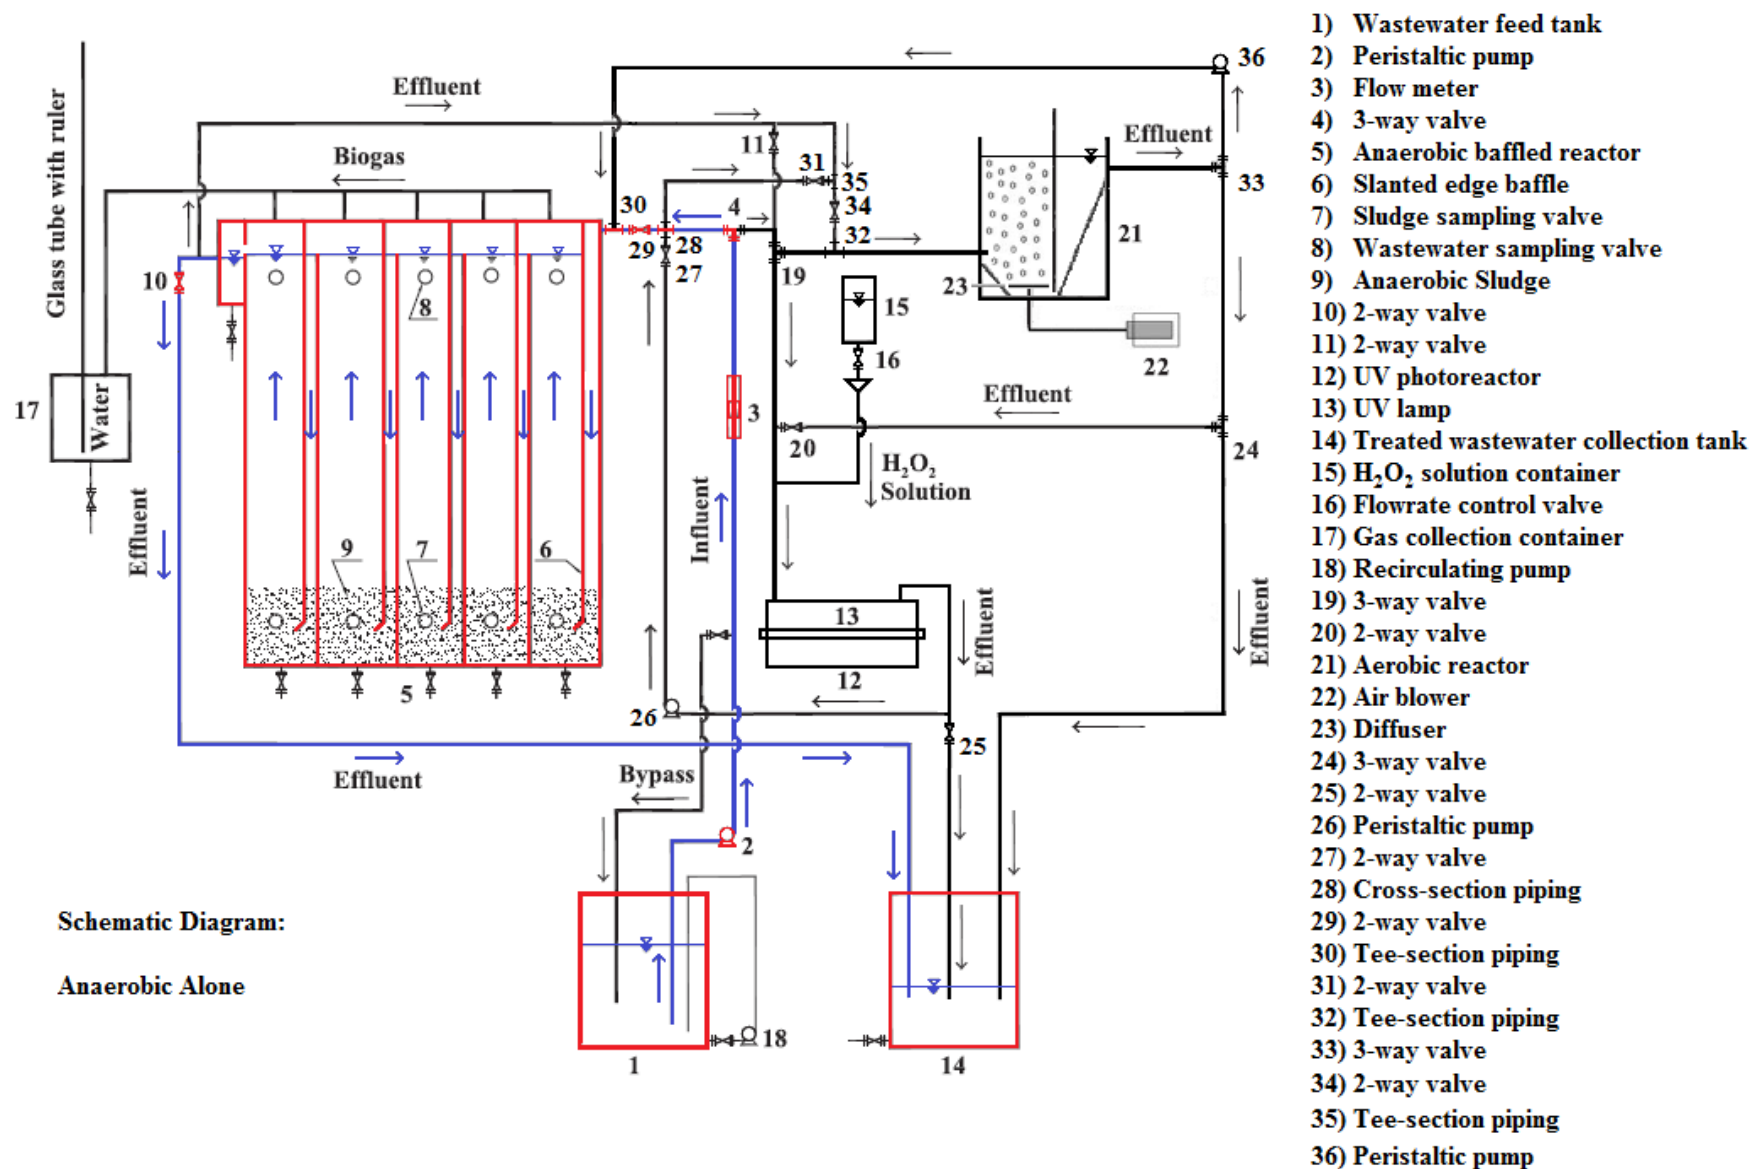 36
Effluent
Effluent
11
Biogas
31
35
33
30
4
34
Glass tube with ruler
29
28
32
21
27
19
10
23
15
8
22
16
17
Water
Effluent
3
20
24
H₂O₂
Solution
Influent
Effluent
9
7
6
13
Effluent
Effluent
12
5
26
25
Effluent
Bypass
2
Schematic Diagram:
Anaerobic Alone
18
1
14
1) Wastewater feed tank
2) Peristaltic pump
3) Flow meter
4) 3-way valve
5) Anaerobic baffled reactor
6) Slanted edge baffle
7) Sludge sampling valve
8) Wastewater sampling valve
9) Anaerobic Sludge
10) 2-way valve
11) 2-way valve
12) UV photoreactor
13) UV lamp
14) Treated wastewater collection tank
15) H₂O₂ solution container
16) Flowrate control valve
17) Gas collection container
18) Recirculating pump
19) 3-way valve
20) 2-way valve
21) Aerobic reactor
22) Air blower
23) Diffuser
24) 3-way valve
25) 2-way valve
26) Peristaltic pump
27) 2-way valve
28) Cross-section piping
29) 2-way valve
30) Tee-section piping
31) 2-way valve
32) Tee-section piping
33) 3-way valve
34) 2-way valve
35) Tee-section piping
36) Peristaltic pump